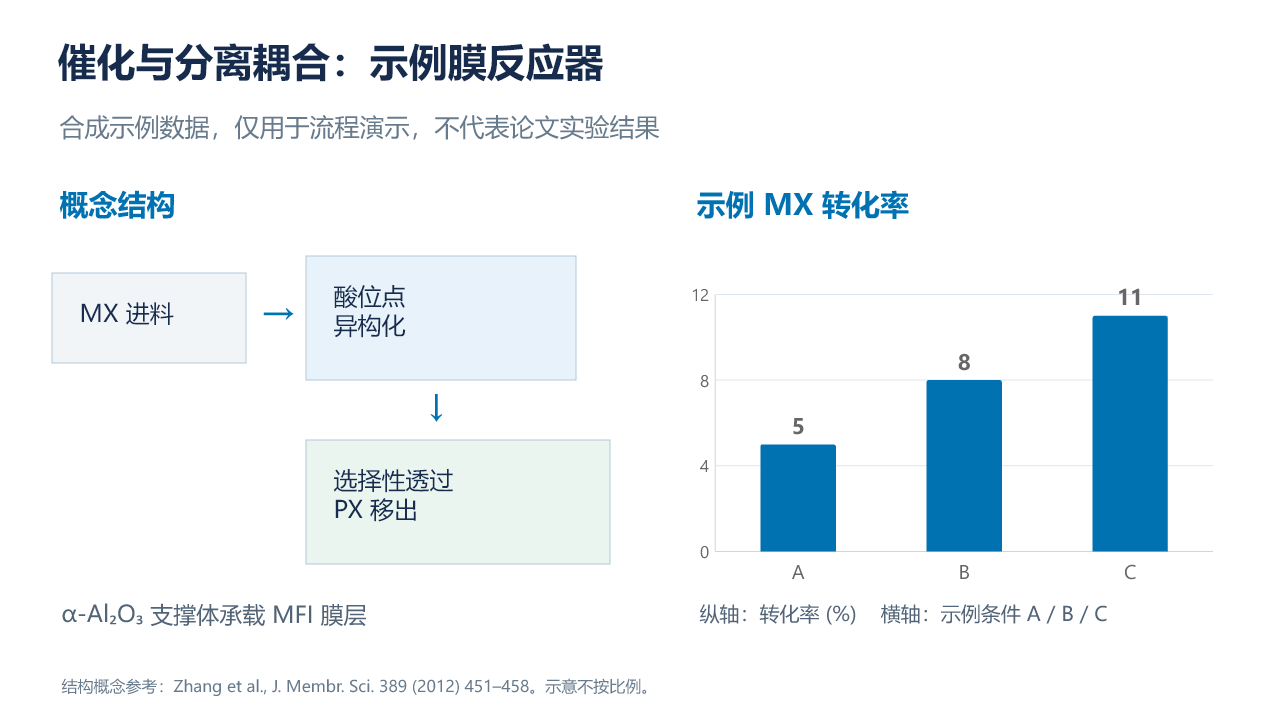 催化与分离耦合：示例膜反应器
合成示例数据，仅用于流程演示，不代表论文实验结果
概念结构
MX 进料
→
酸位点
异构化
↓
选择性透过
PX 移出
α-Al₂O₃ 支撑体承载 MFI 膜层
示例 MX 转化率
12
8
4
0
5
8
11
A
B
C
纵轴：转化率 (%)　横轴：示例条件 A / B / C
结构概念参考：Zhang et al., J. Membr. Sci. 389 (2012) 451–458。示意不按比例。